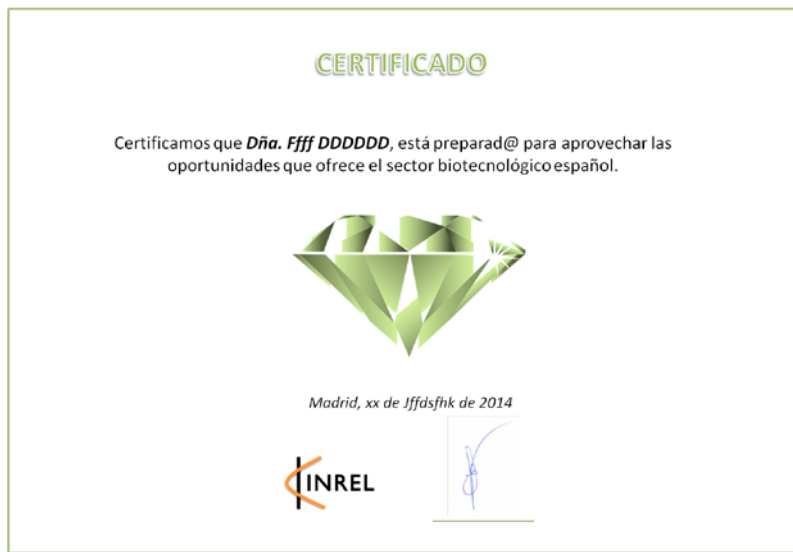 CERTIFICADO
Certificamos que Dña. Ffff DDDDDD, está preparad@ para aprovechar las
oportunidades que ofrece el sector biotecnológico español.
Madrid, xx de Jffdsfhk de 2014
INREL